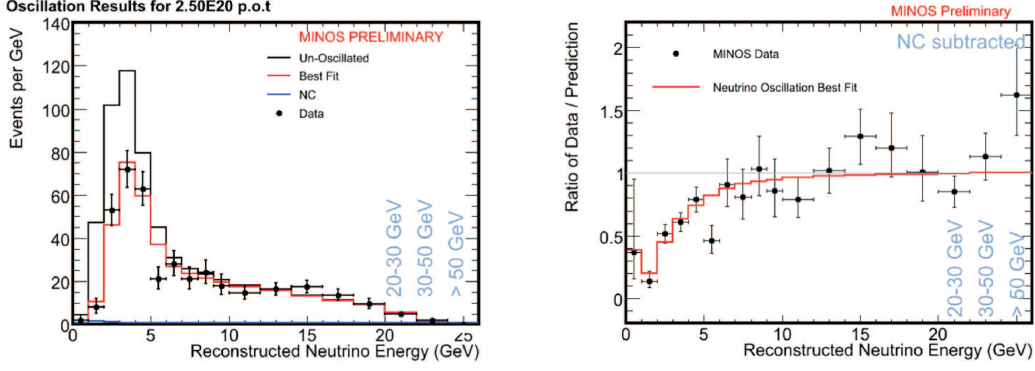 Oscillation Results for 2.50E20 p.o.t
MINOS PRELIMINARY
Un-Oscillated
Best Fit
NC
Data
Events per GeV
140
120
100
80
60
40
20
0
20-30 GeV
30-50 GeV
> 50 GeV
0 5 10 15 20 25
Reconstructed Neutrino Energy (GeV)
MINOS Preliminary
NC subtracted
MINOS Data
Neutrino Oscillation Best Fit
Ratio of Data / Prediction
2
1.5
1
0.5
0
20-30 GeV
30-50 GeV
> 50 GeV
0 5 10 15 20 25
Reconstructed Neutrino Energy (GeV)